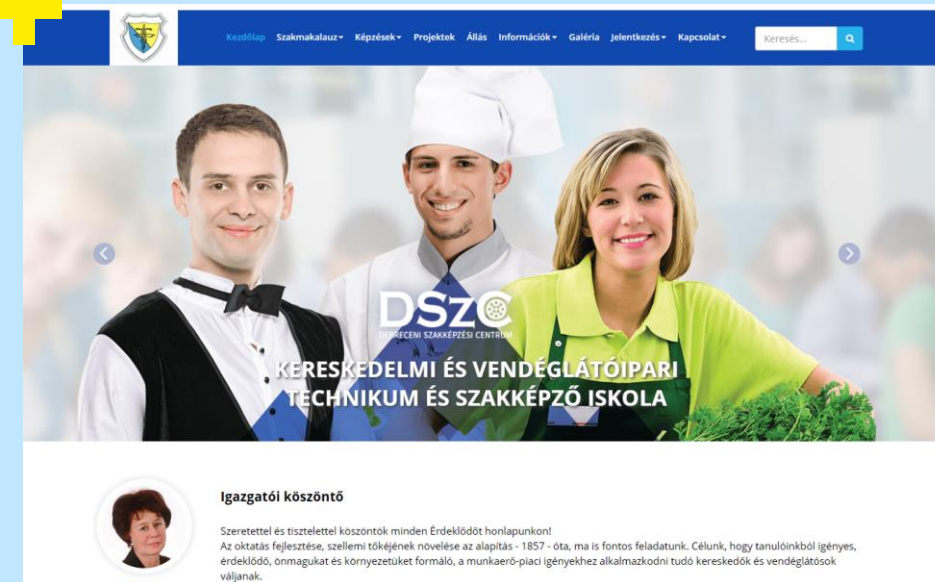 Kezdőlap Szakmakalauz Képzések Projektek Állás Információk Galéria Jelentkezés Kapcsolat Keresés...
DSzC
DEBRECENI SZAKKÉPZÉSI CENTRUM
KERESKEDELMI ÉS VENDÉGLÁTÓIPARI
TECHNIKUM ÉS SZAKKÉPZŐ ISKOLA
Igazgatói köszöntő
Szeretettel és tisztelettel köszöntök minden Érdeklődőt honlapunkon!
Az oktatás fejlesztése, szellemi tőkéjének növelése az alapítás - 1857 - óta, ma is fontos feladatunk. Célunk, hogy tanulóinkból igényes,
érdeklődő, önmagukat és környezetüket formáló, a munkaerő-piaci igényekhez alkalmazkodni tudó kereskedők és vendéglátósok
váljanak.